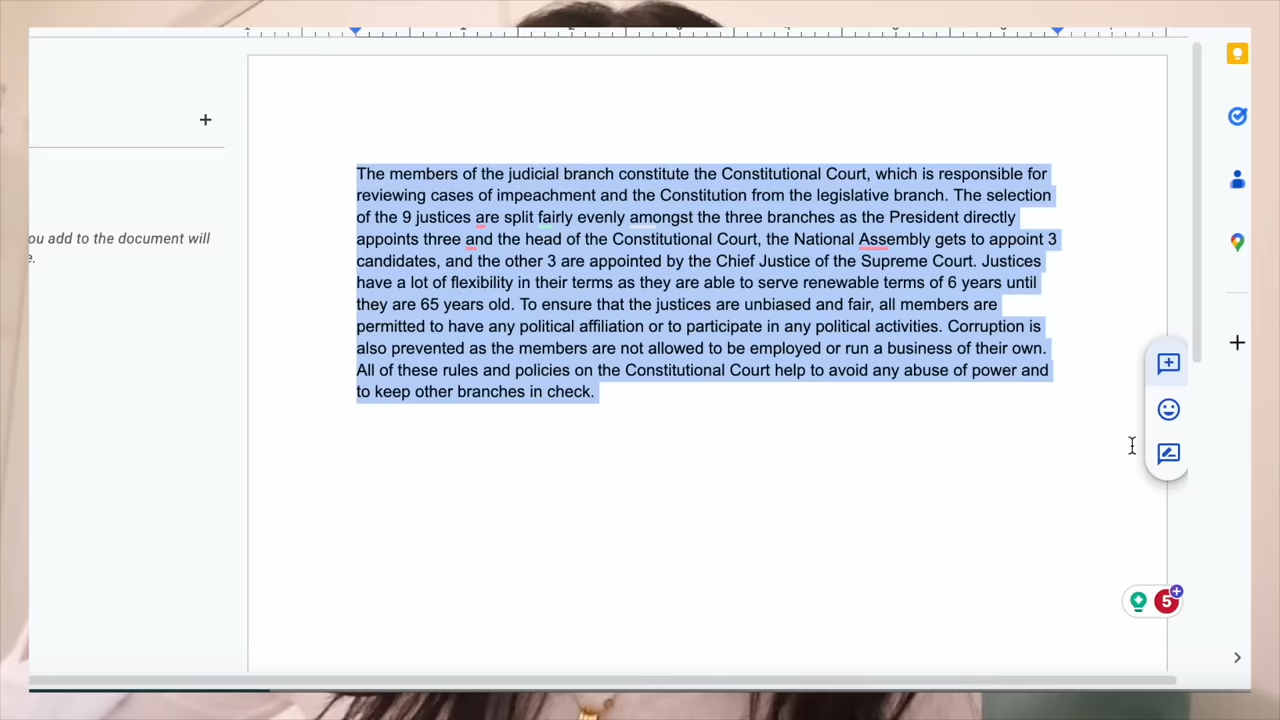 ou add to the document will
e.
The members of the judicial branch constitute the Constitutional Court, which is responsible for
reviewing cases of impeachment and the Constitution from the legislative branch. The selection
of the 9 justices are split fairly evenly amongst the three branches as the President directly
appoints three and the head of the Constitutional Court, the National Assembly gets to appoint 3
candidates, and the other 3 are appointed by the Chief Justice of the Supreme Court. Justices
have a lot of flexibility in their terms as they are able to serve renewable terms of 6 years until
they are 65 years old. To ensure that the justices are unbiased and fair, all members are
permitted to have any political affiliation or to participate in any political activities. Corruption is
also prevented as the members are not allowed to be employed or run a business of their own.
All of these rules and policies on the Constitutional Court help to avoid any abuse of power and
to keep other branches in check.
5